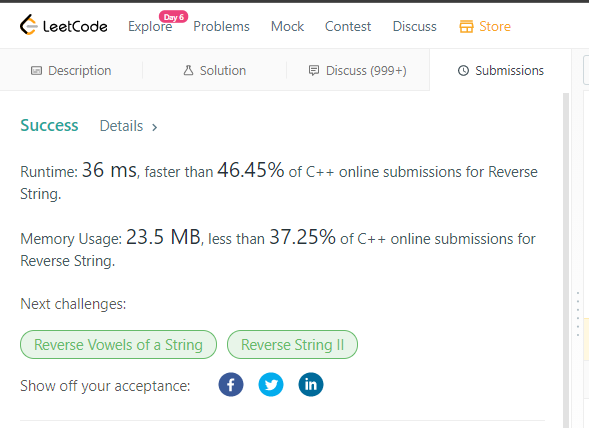 LeetCode Explore Day 6 Problems Mock Contest Discuss Store
Description Solution Discuss (999+) Submissions
Success Details >
Runtime: 36 ms, faster than 46.45% of C++ online submissions for Reverse
String.
Memory Usage: 23.5 MB, less than 37.25% of C++ online submissions for
Reverse String.
Next challenges:
Reverse Vowels of a String Reverse String II
Show off your acceptance: